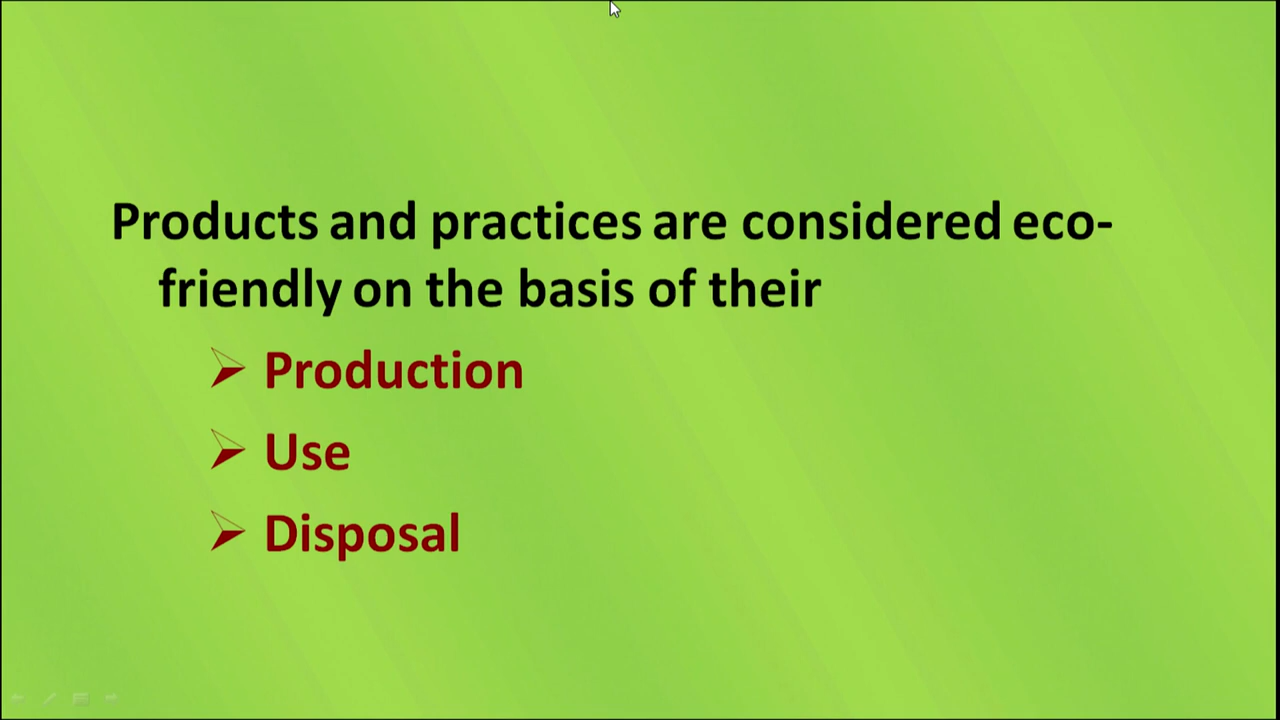 Products and practices are considered eco-
friendly on the basis of their
Production
Use
Disposal